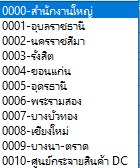 0000-สำนักงานใหญ่
0001-อุบลราชธานี
0002-นครราชสีมา
0003-รังสิต
0004-ขอนแก่น
0005-อุดรธานี
0006-พระรามสอง
0007-บางบัวทอง
0008-เชียงใหม่
0009-บางนา-ตราด
0010-ศูนย์กระจายสินค้า DC